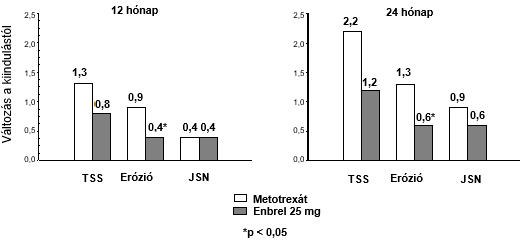 12 hónap
Változás a kiindulástól
2,5
2,0
1,5
1,0
0,5
0,0
1,3
0,8
0,9
0,4*
0,4 0,4
TSS Erózió JSN
24 hónap
2,5
2,0
1,5
1,0
0,5
0,0
2,2
1,2
1,3
0,6*
0,9
0,6
TSS Erózió JSN
Metotrexát
Enbrel 25 mg
*p < 0,05